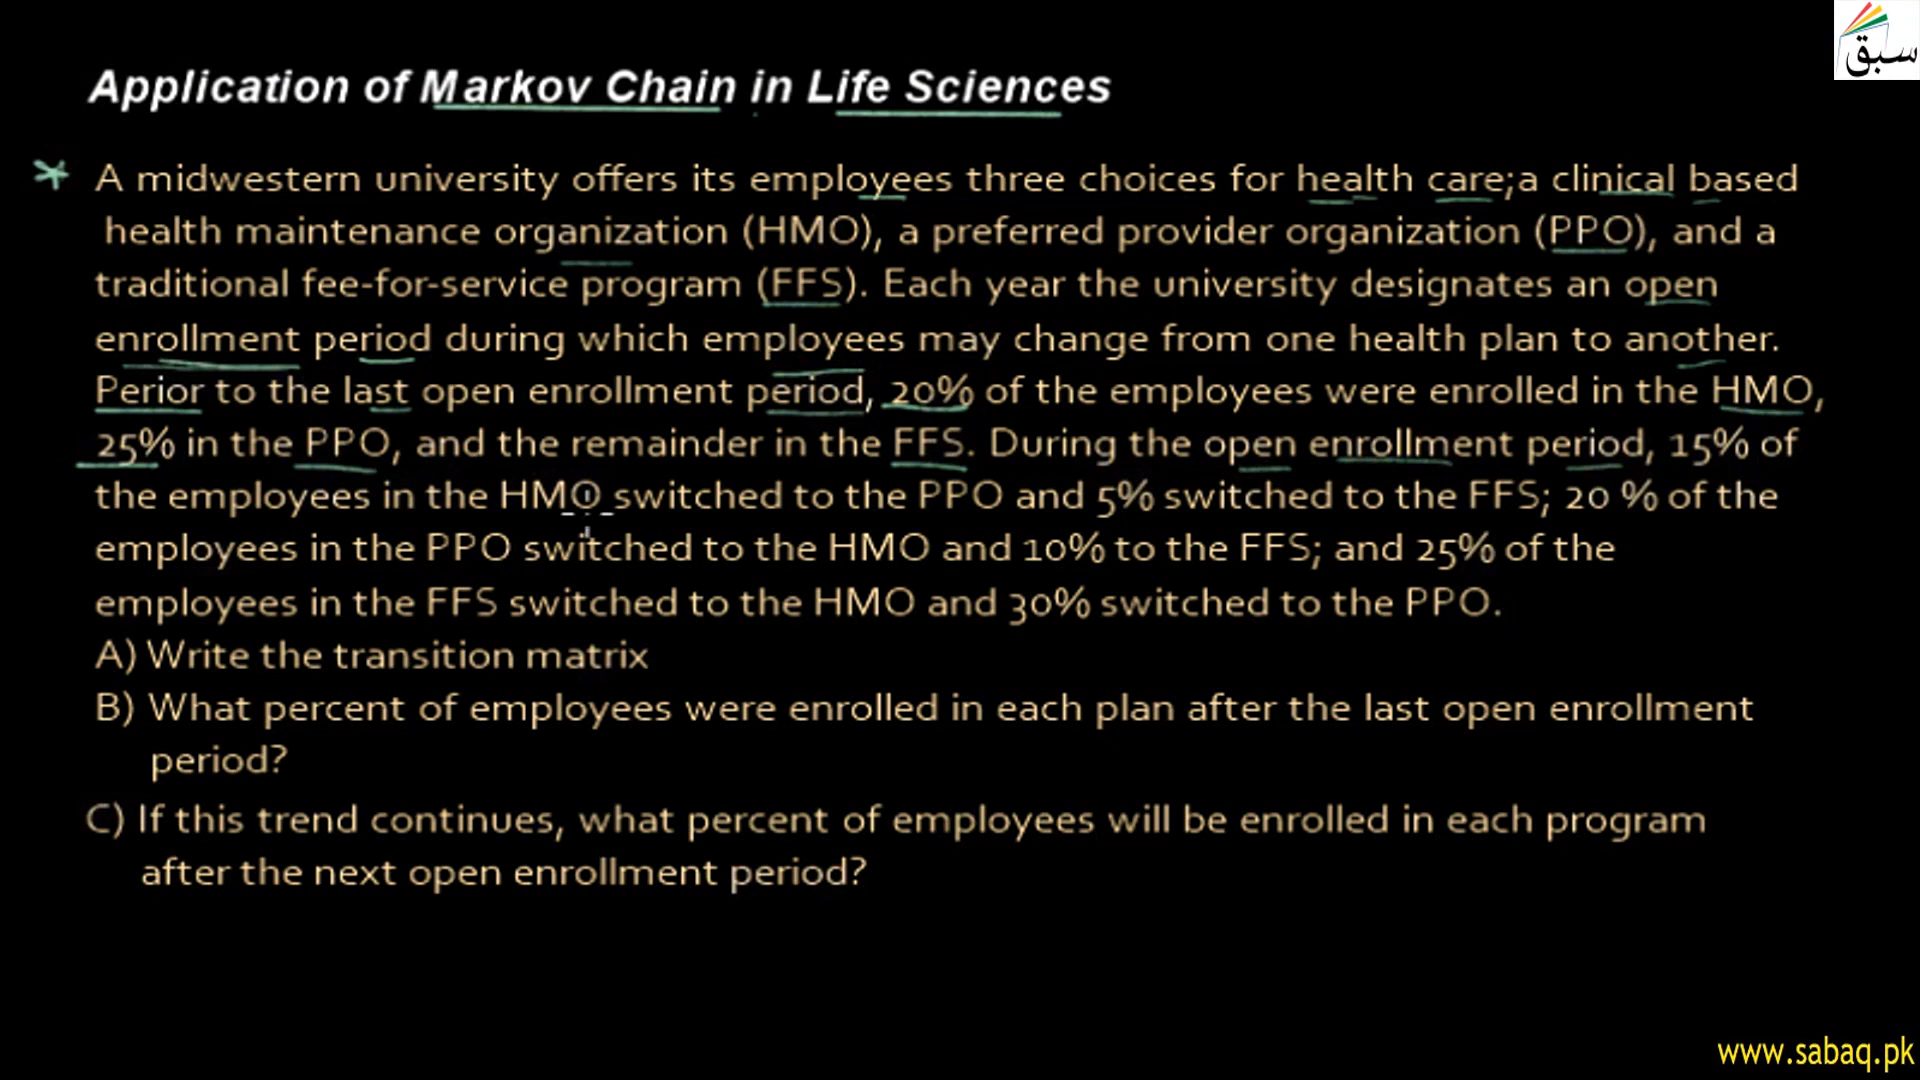 سبق
Application of Markov Chain in Life Sciences
A midwestern university offers its employees three choices for health care;a clinical based
health maintenance organization (HMO), a preferred provider organization (PPO), and a
traditional fee-for-service program (FFS). Each year the university designates an open
enrollment period during which employees may change from one health plan to another.
Perior to the last open enrollment period, 20% of the employees were enrolled in the HMO,
25% in the PPO, and the remainder in the FFS. During the open enrollment period, 15% of
the employees in the HMO switched to the PPO and 5% switched to the FFS; 20 % of the
employees in the PPO switched to the HMO and 10% to the FFS; and 25% of the
employees in the FFS switched to the HMO and 30% switched to the PPO.
A) Write the transition matrix
B) What percent of employees were enrolled in each plan after the last open enrollment
period?
C) If this trend continues, what percent of employees will be enrolled in each program
after the next open enrollment period?
www.sabaq.pk